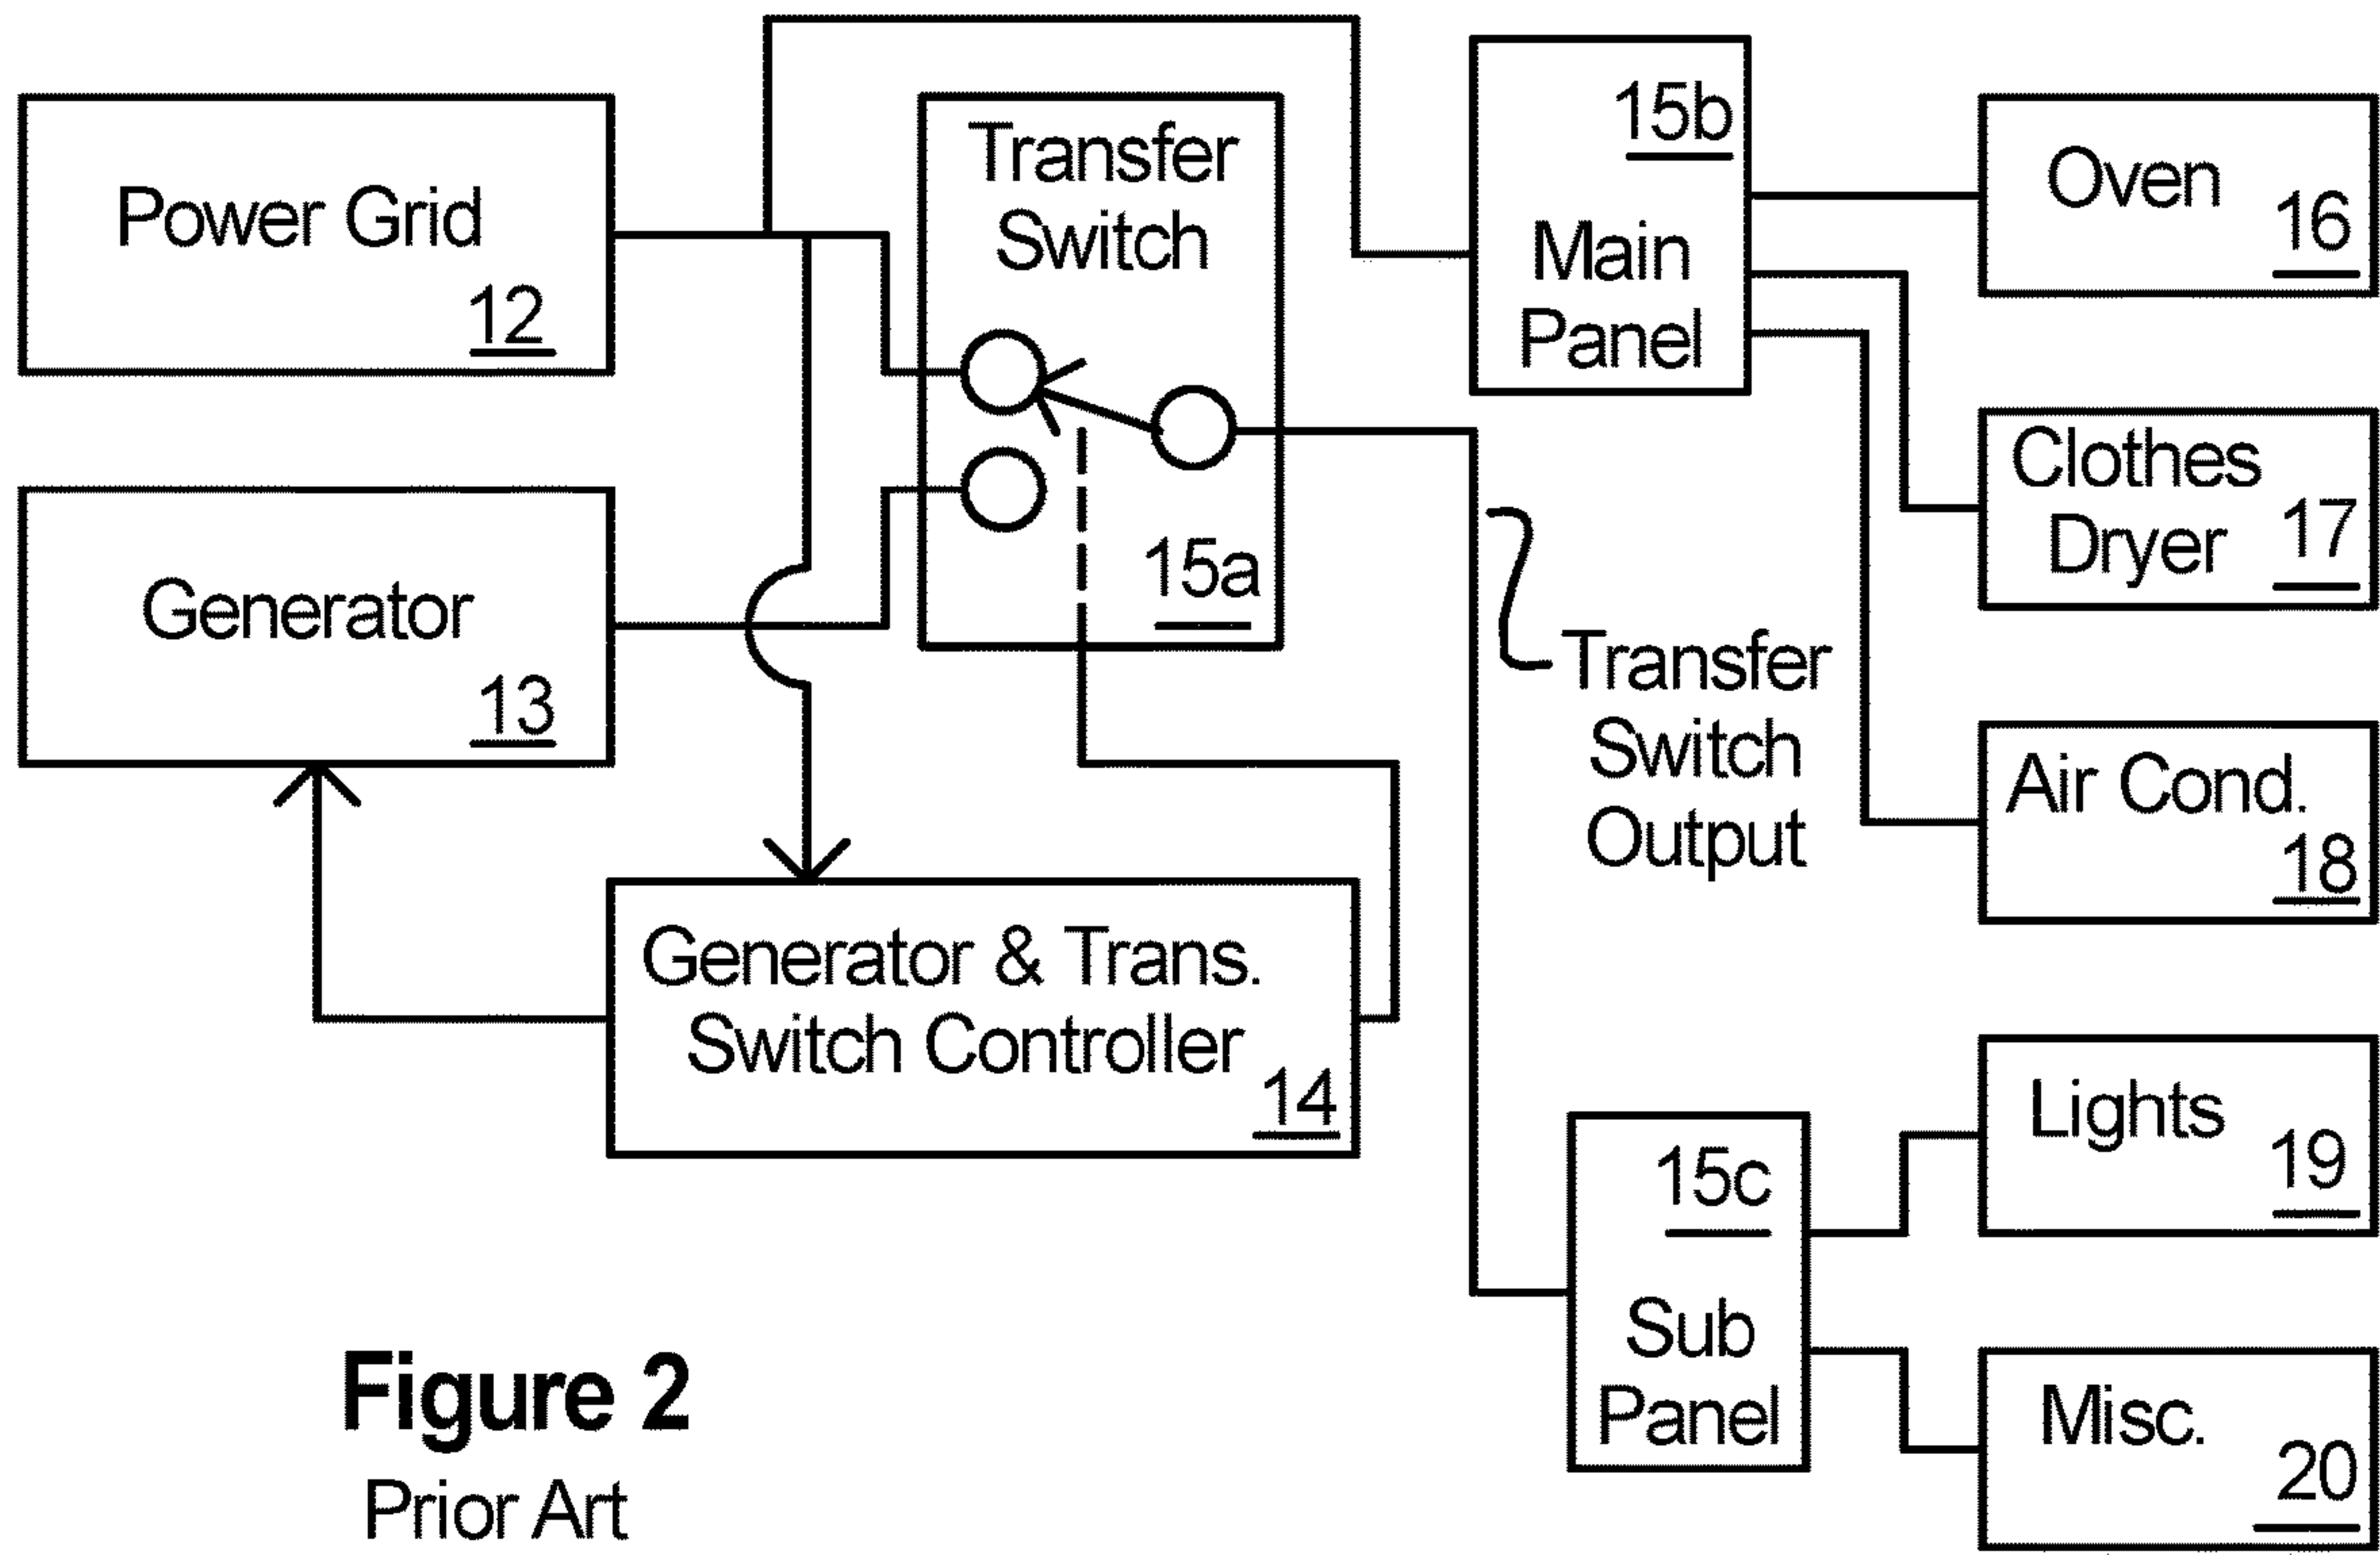 Power Grid
12
Generator
13
Transfer
Switch
15a
Generator & Trans.
Switch Controller
14
15b
Main
Panel
Transfer
Switch
Output
15c
Sub
Panel
Oven
16
Clothes
Dryer
17
Air Cond.
18
Lights
19
Misc.
20
Figure 2
Prior Art